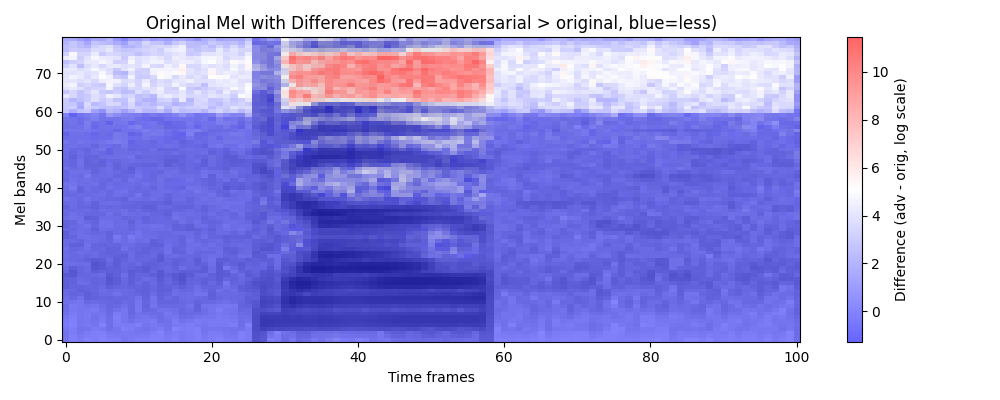 Original Mel with Differences (red=adversarial > original, blue=less)
Mel bands
70
60
50
40
30
20
10
0
0 20 40 60 80 100
Time frames
10
8
6
4
2
0
Difference (adv - orig, log scale)